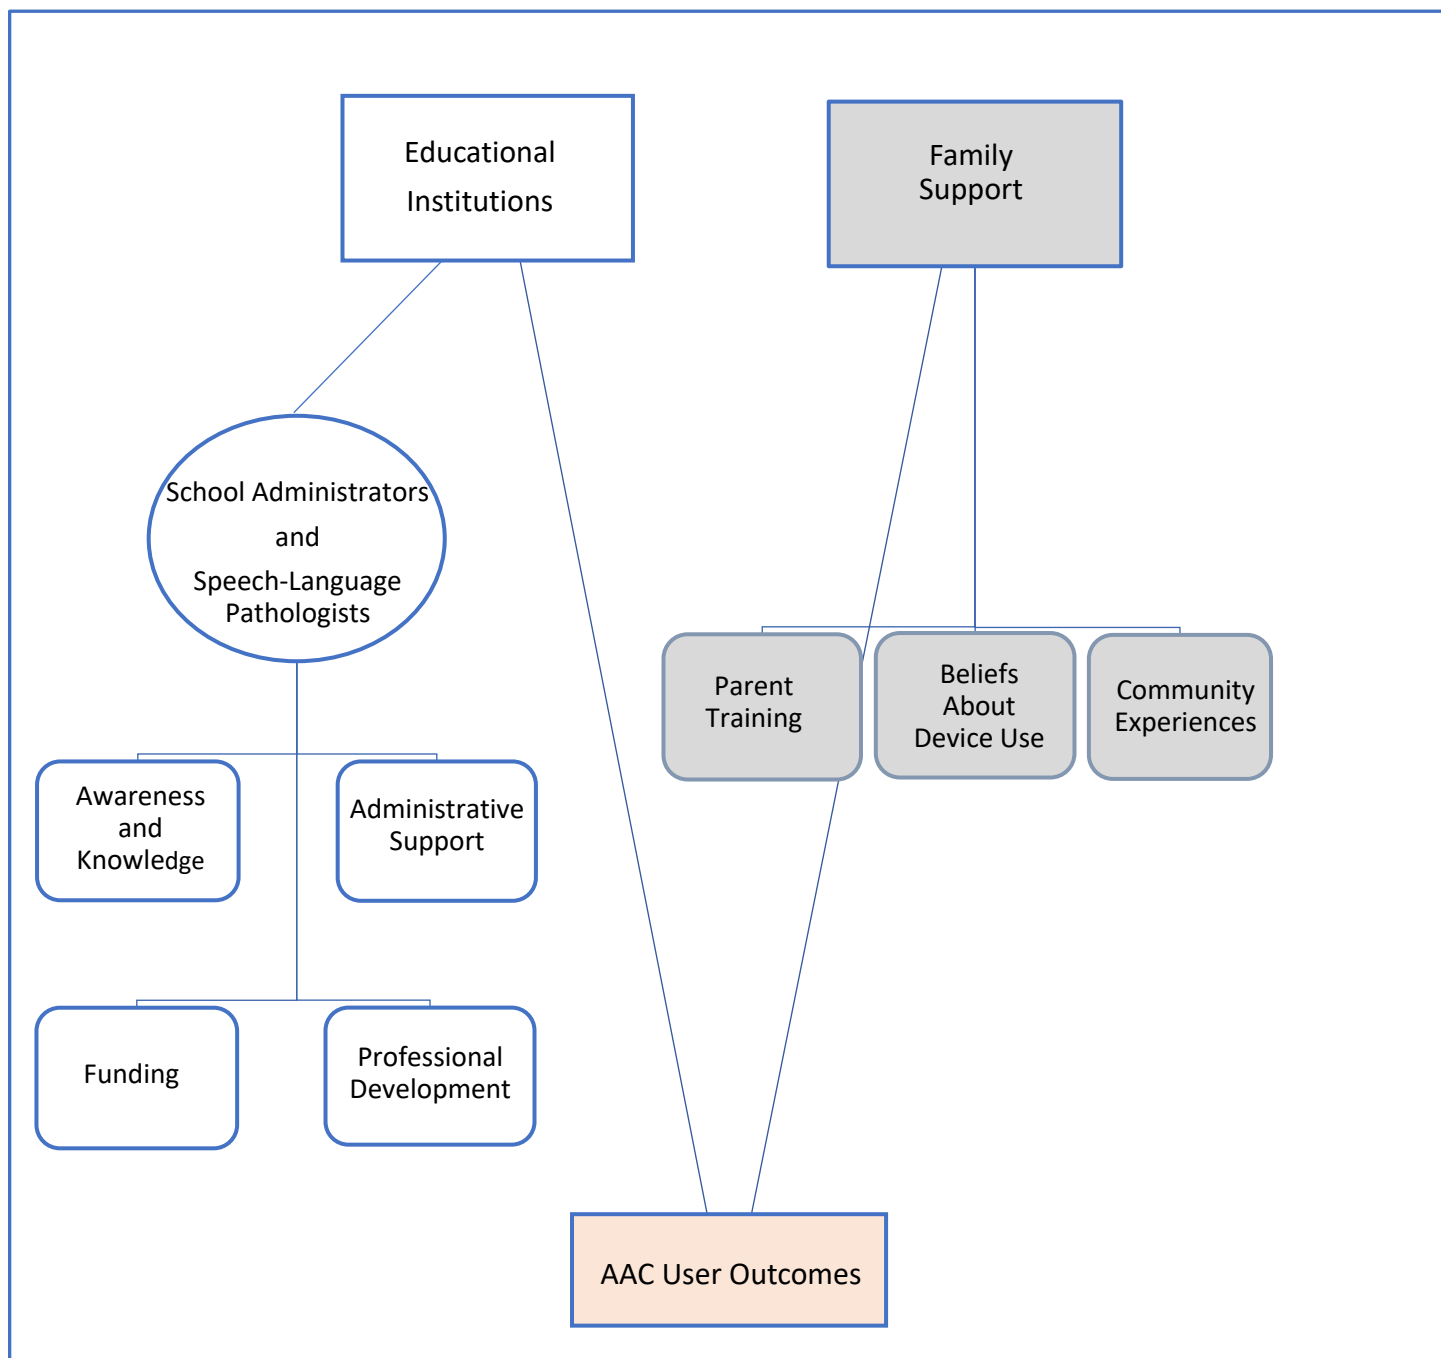 Educational
Institutions
Family
Support
School Administrators
and
Speech-Language
Pathologists
Parent
Training
Beliefs
About
Device Use
Community
Experiences
Awareness
and
Knowledge
Administrative
Support
Funding
Professional
Development
AAC User Outcomes